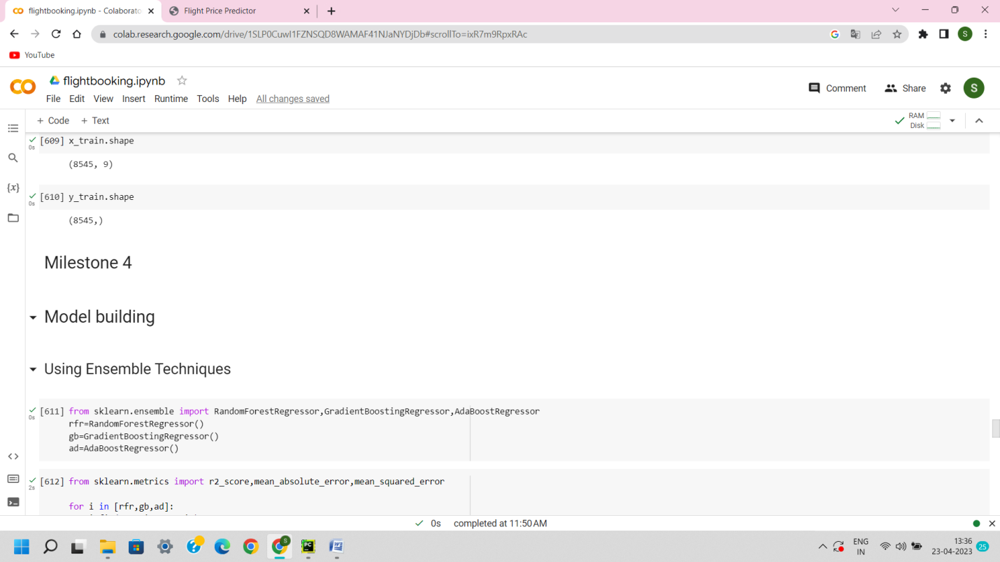 flightbooking.ipynb - Colaborato
Flight Price Predictor
colab.research.google.com/drive/1SLP0CuwI1FZNSQD8WAMAF41NJaNYDjDb#scrollTo=ixR7m9RpxRAc
G
S
YouTube
flightbooking.ipynb
File Edit View Insert Runtime Tools Help All changes saved
Comment
Share
S
+ Code + Text
RAM
Disk
[609] x_train.shape
0s
(8545, 9)
{x}
[610] y_train.shape
0s
(8545,)
Milestone 4
Model building
Using Ensemble Techniques
[611] from sklearn.ensemble import RandomForestRegressor,GradientBoostingRegressor,AdaBoostRegressor
0s
rfr=RandomForestRegressor()
gb=GradientBoostingRegressor()
ad=AdaBoostRegressor()
[612] from sklearn.metrics import r2_score,mean_absolute_error,mean_squared_error
2s
for i in [rfr,gb,ad]:
0s completed at 11:50 AM
S
PC
W
ENG
IN
13:36
23-04-2023
25